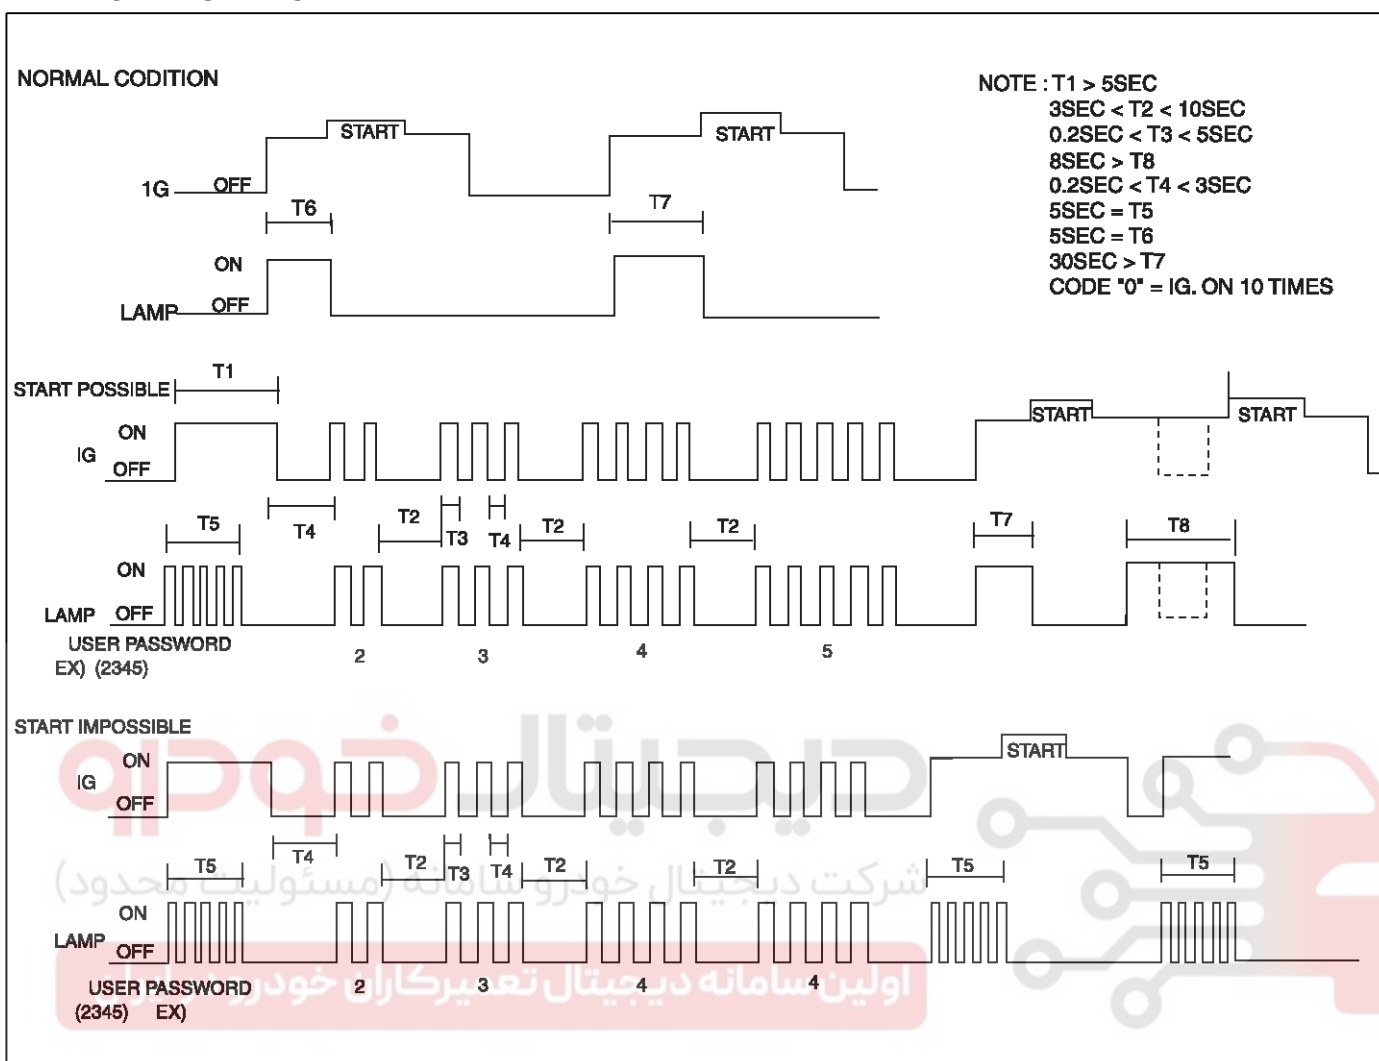 NORMAL CODITION
NOTE : T1 > 5SEC
3SEC < T2 < 10SEC
0.2SEC < T3 < 5SEC
8SEC > T8
0.2SEC < T4 < 3SEC
5SEC = T5
5SEC = T6
30SEC > T7
CODE "0" = IG. ON 10 TIMES
START START
1G OFF
T6 T7
ON
LAMP OFF
START POSSIBLE T1
START START
ON
IG
OFF
T5 T4 T2 T3 T4 T2 T2 T7 T8
ON
LAMP OFF
USER PASSWORD
EX) (2345)
2 3 4 5
START IMPOSSIBLE
دیجیتال خودرو
START
ON
IG
OFF
T5 T4 T2 T3 T4 T2 T2 T5 T5
شرکت دیجیتال خودرو سامانه (مسئولیت محدود)
ON
LAMP
OFF
اولین سامانه دیجیتال تعمیرکاران خودرو در ایران
USER PASSWORD
(2345) EX)
2 3 4 4